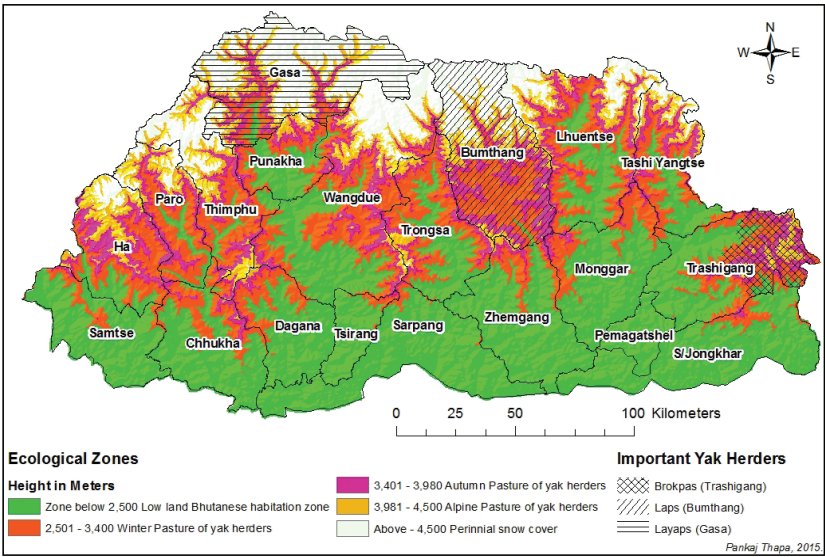 N
W E
S
Gasa
Punakha
Bumthang
Lhuentse
Tashi Yangtse
Paro
Thimphu
Wangdue
Trongsa
Ha
Monggar
Trashigang
Samtse
Chhukha
Dagana
Tsirang
Sarpang
Zhemgang
Pemagatshel
S/Jongkhar
0 25 50 100 Kilometers
Ecological Zones
Height in Meters
Zone below 2,500 Low land Bhutanese habitation zone
2,501 - 3,400 Winter Pasture of yak herders
3,401 - 3,980 Autumn Pasture of yak herders
3,981 - 4,500 Alpine Pasture of yak herders
Above - 4,500 Perinnial snow cover
Important Yak Herders
Brokpas (Trashigang)
Laps (Bumthang)
Layaps (Gasa)
Pankaj Thapa, 2015.